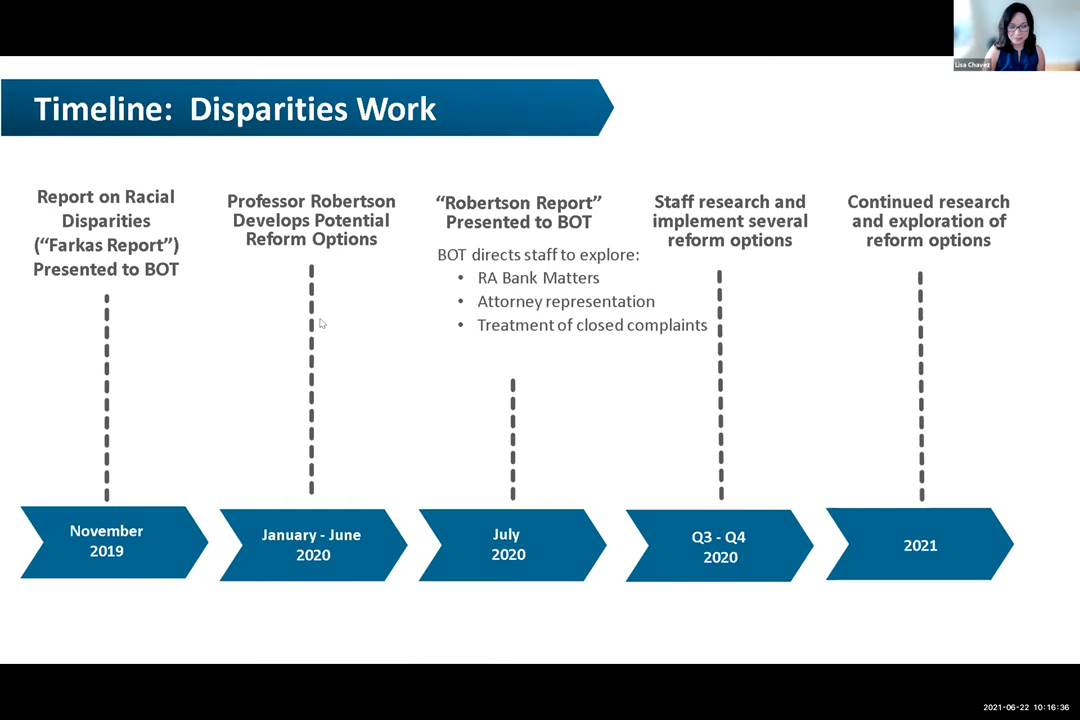 Lisa Chavez
Timeline: Disparities Work
Report on Racial
Disparities
(“Farkas Report”)
Presented to BOT
Professor Robertson
Develops Potential
Reform Options
“Robertson Report”
Presented to BOT
BOT directs staff to explore:
• RA Bank Matters
• Attorney representation
• Treatment of closed complaints
Staff research and
implement several
reform options
Continued research
and exploration of
reform options
November
2019
January - June
2020
July
2020
Q3 - Q4
2020
2021
2021-06-22 10:16:36